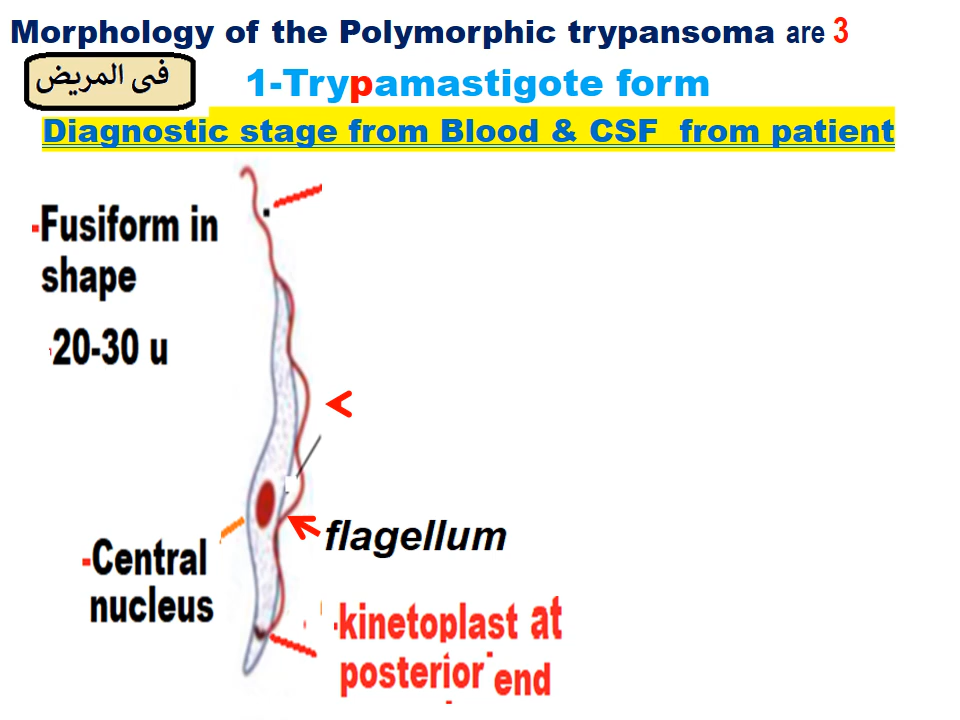 Morphology of the Polymorphic trypansoma are 3
فى المريض
1-Trypamastigote form
Diagnostic stage from Blood & CSF from patient
-Fusiform in
shape
-20-30 u
flagellum
-Central
nucleus
-kinetoplast at
posterior end